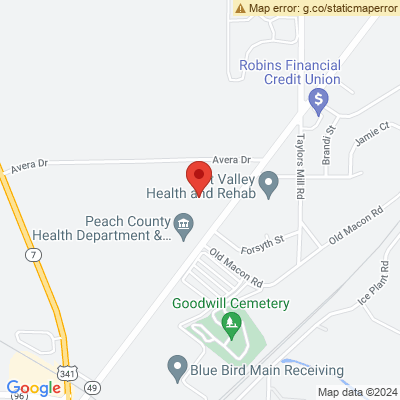 Map error: g.co/staticmaperror
Robins Financial
Credit Union
Taylors Mill Rd
Brandi St
Jamie Ct
Avera Dr
Avera Dr
t Valley
Health and Rehab
Peach County
Health Department &...
7
Forsyth St
Old Macon Rd
Old Macon Rd
Ice Plant Rd
Goodwill Cemetery
341
49
Blue Bird Main Receiving
(96)
Google
Map data ©2024